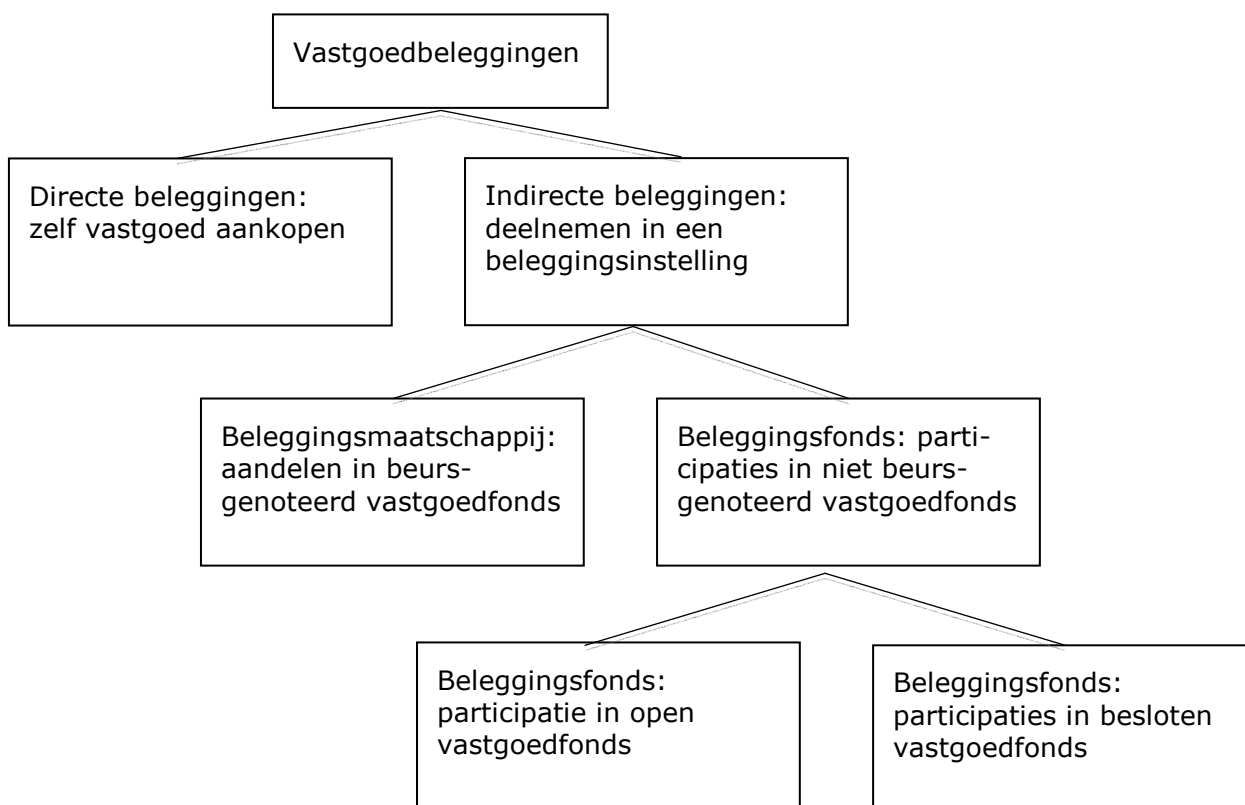 Vastgoedbeleggingen
Directe beleggingen:
zelf vastgoed aankopen
Indirecte beleggingen:
deelnemen in een
beleggingsinstelling
Beleggingsmaatschappij:
aandelen in beurs-
genoteerd vastgoedfonds
Beleggingsfonds: parti-
cipaties in niet beurs-
genoteerd vastgoedfonds
Beleggingsfonds:
participatie in open
vastgoedfonds
Beleggingsfonds:
participaties in besloten
vastgoedfonds